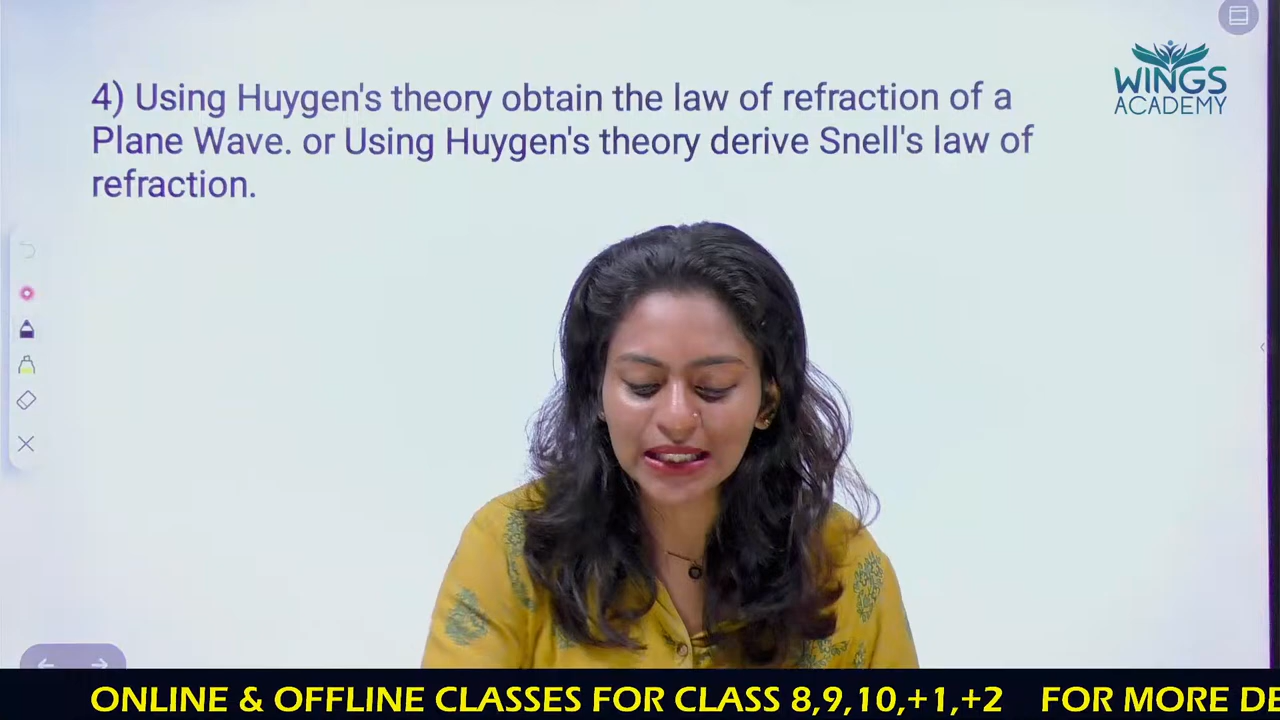 4) Using Huygen's theory obtain the law of refraction of a
Plane Wave. or Using Huygen's theory derive Snell's law of
refraction.
WINGS
ACADEMY
ONLINE & OFFLINE CLASSES FOR CLASS 8,9,10,+1,+2 FOR MORE DE